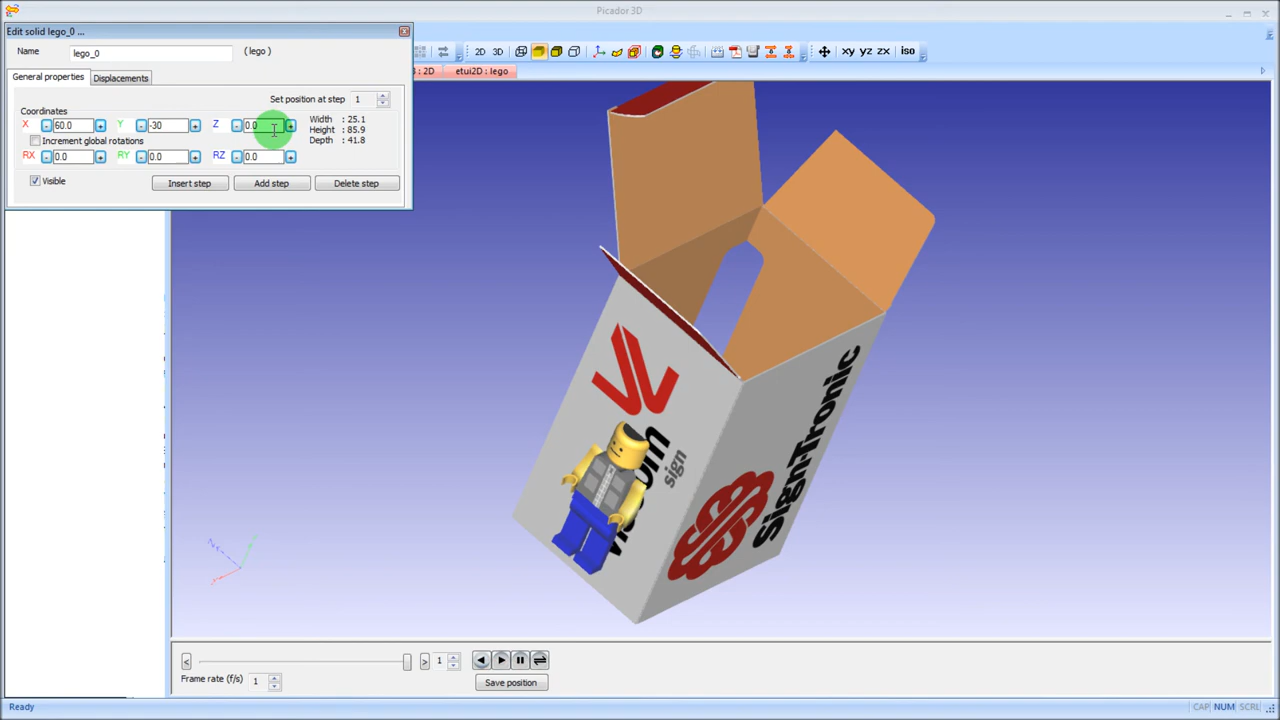 Picador 3D
Edit solid lego_0 ...
Name lego_0 ( lego )
General properties Displacements
Set position at step 1
Coordinates
X - 60.0 + Y - -30 + Z - 0.0 +
Width : 25.1
Height : 85.9
Depth : 41.8
Increment global rotations
RX - 0.0 + RY - 0.0 + RZ - 0.0 +
Visible Insert step Add step Delete step
2D 3D xy yz zx iso
: 2D etui2D : lego
sign
Sign-Tronic
< > 1
Frame rate (f/s) 1
Save position
Ready CAP NUM SCRL